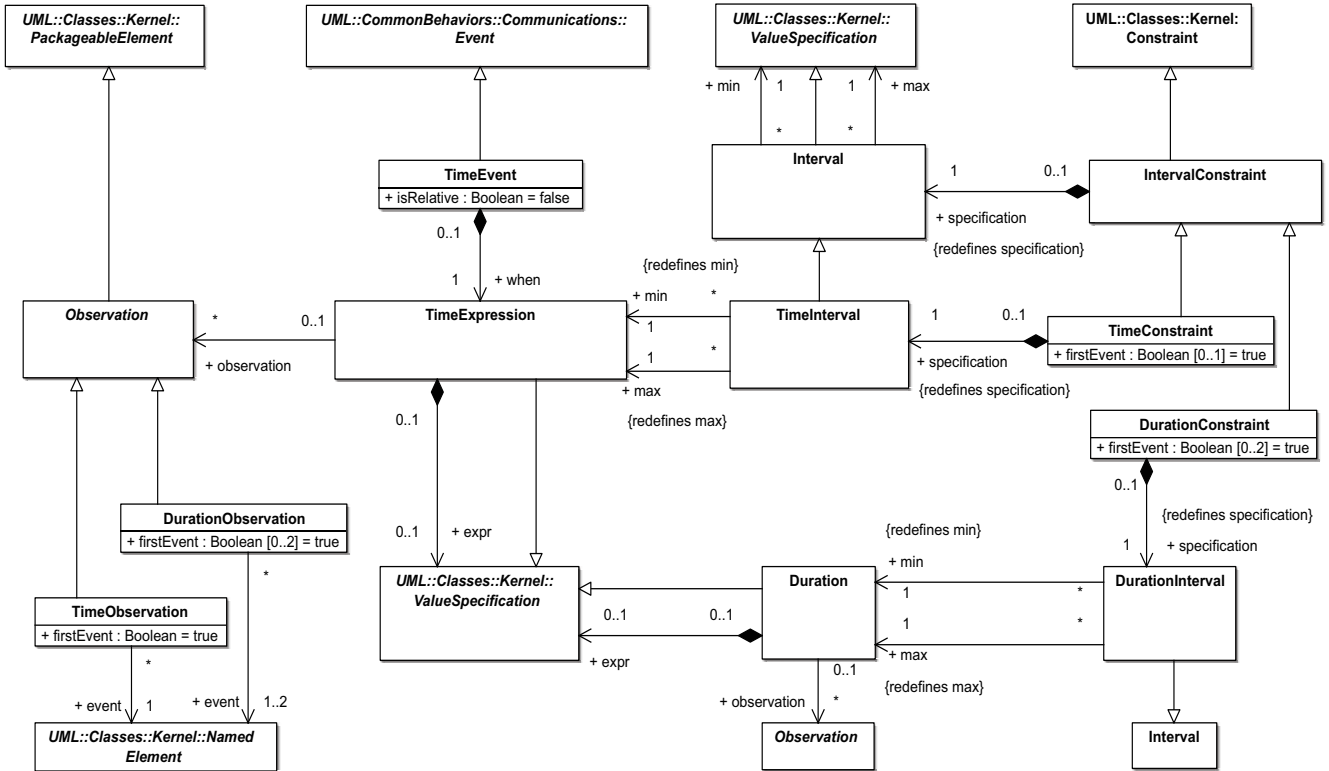 UML::Classes::Kernel::
PackageableElement
UML::CommonBehaviors::Communications::
Event
UML::Classes::Kernel::
ValueSpecification
UML::Classes::Kernel:
Constraint
+ min
1
1
+ max
*
*
Interval
TimeEvent
+ isRelative : Boolean = false
1
0..1
IntervalConstraint
+ specification
{redefines specification}
0..1
1
+ when
{redefines min}
Observation
*
0..1
+ observation
TimeExpression
+ min
*
1
1
*
+ max
{redefines max}
TimeInterval
1
0..1
+ specification
{redefines specification}
TimeConstraint
+ firstEvent : Boolean [0..1] = true
0..1
DurationConstraint
+ firstEvent : Boolean [0..2] = true
0..1
{redefines specification}
1
+ specification
DurationObservation
+ firstEvent : Boolean [0..2] = true
*
0..1
+ expr
{redefines min}
+ min
UML::Classes::Kernel::
ValueSpecification
Duration
1
*
DurationInterval
TimeObservation
+ firstEvent : Boolean = true
0..1
0..1
1
*
+ expr
+ max
*
0..1
{redefines max}
+ event
1
+ event
1..2
+ observation
*
UML::Classes::Kernel::Named
Element
Observation
Interval